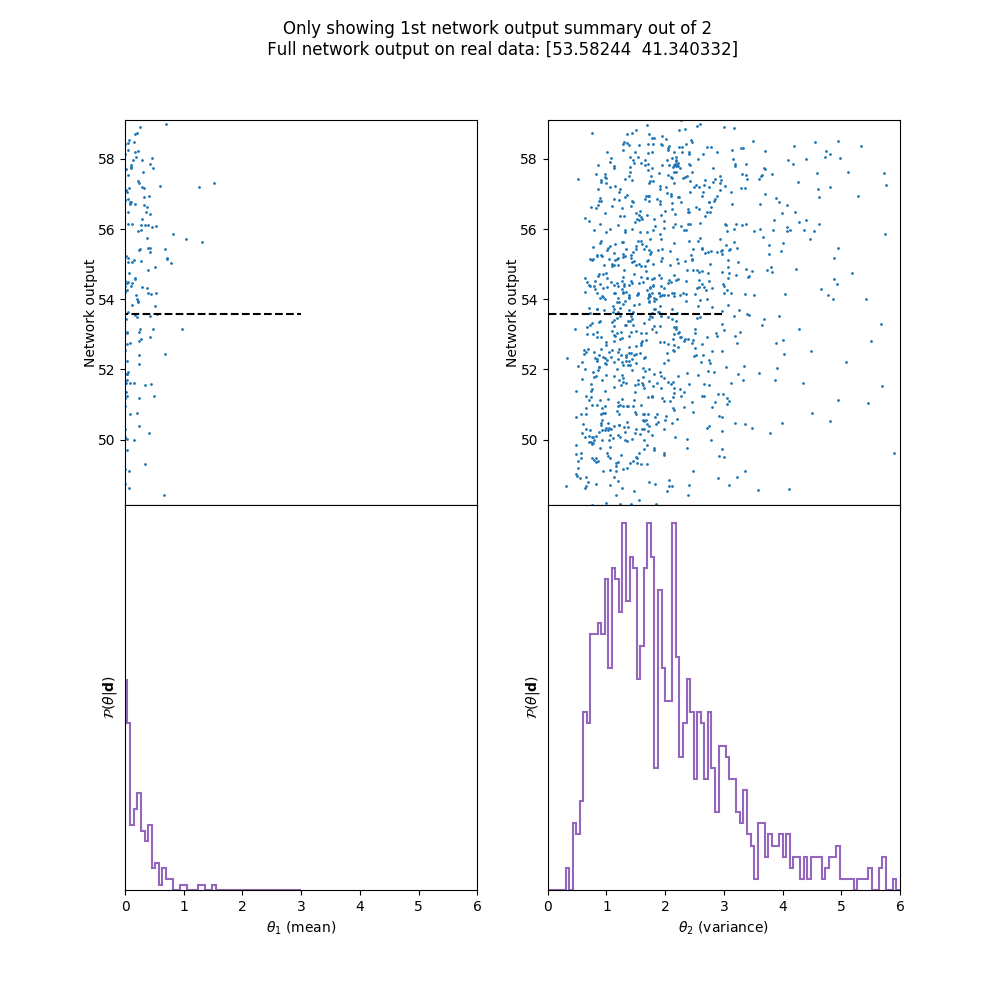 Only showing 1st network output summary out of 2
Full network output on real data: [53.58244 41.340332]
58
56
54
52
50
Network output
58
56
54
52
50
Network output
𝒫(θ|𝐝)
0 1 2 3 4 5 6
θ₁ (mean)
𝒫(θ|𝐝)
0 1 2 3 4 5 6
θ₂ (variance)